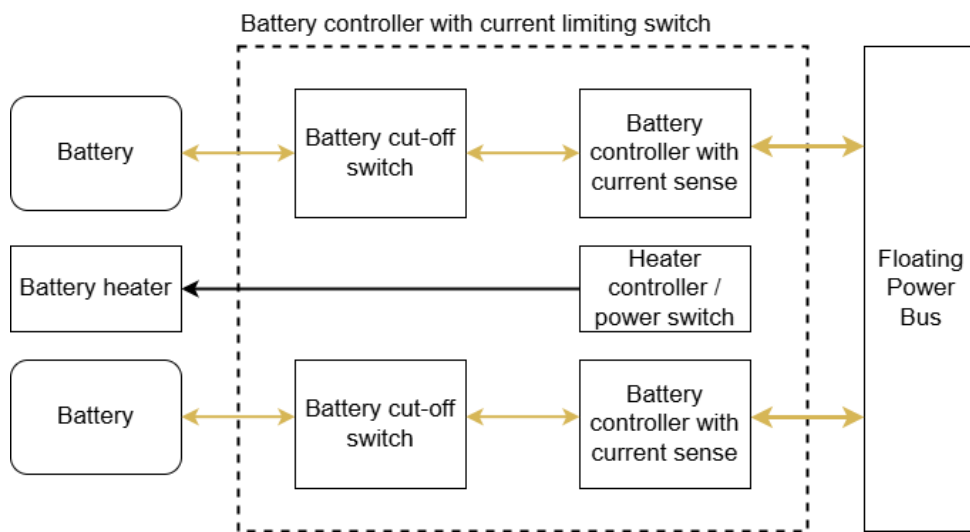 Battery controller with current limiting switch
Battery
Battery cut-off
switch
Battery
controller with
current sense
Battery heater
Heater
controller /
power switch
Floating
Power
Bus
Battery
Battery cut-off
switch
Battery
controller with
current sense